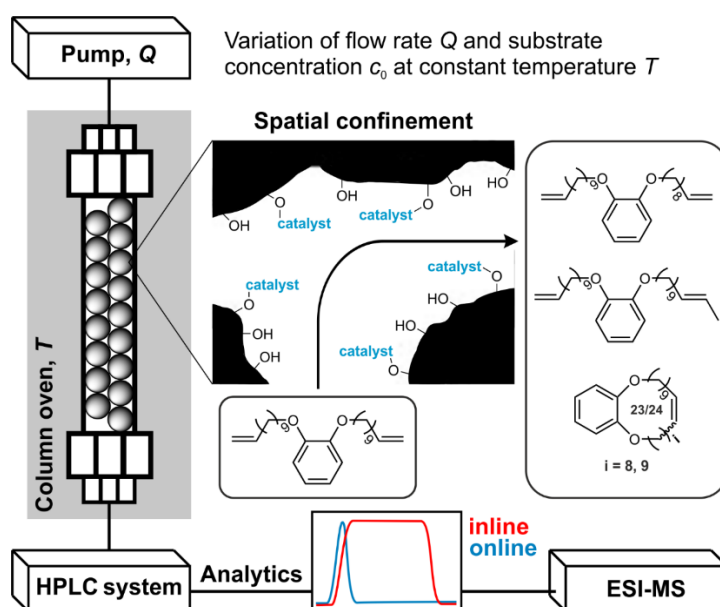 Pump, Q
Variation of flow rate Q and substrate
concentration c₀ at constant temperature T
Spatial confinement
Column oven, T
OH
O
catalyst
OH
catalyst
O
OH
HO
catalyst
O
OH
OH
catalyst
O
HO
HO
catalyst
O
9
O
O
9
9
O
O
8
9
O
O
9
O
O
9
23/24
9
i
i = 8, 9
HPLC system
Analytics
inline
online
ESI-MS